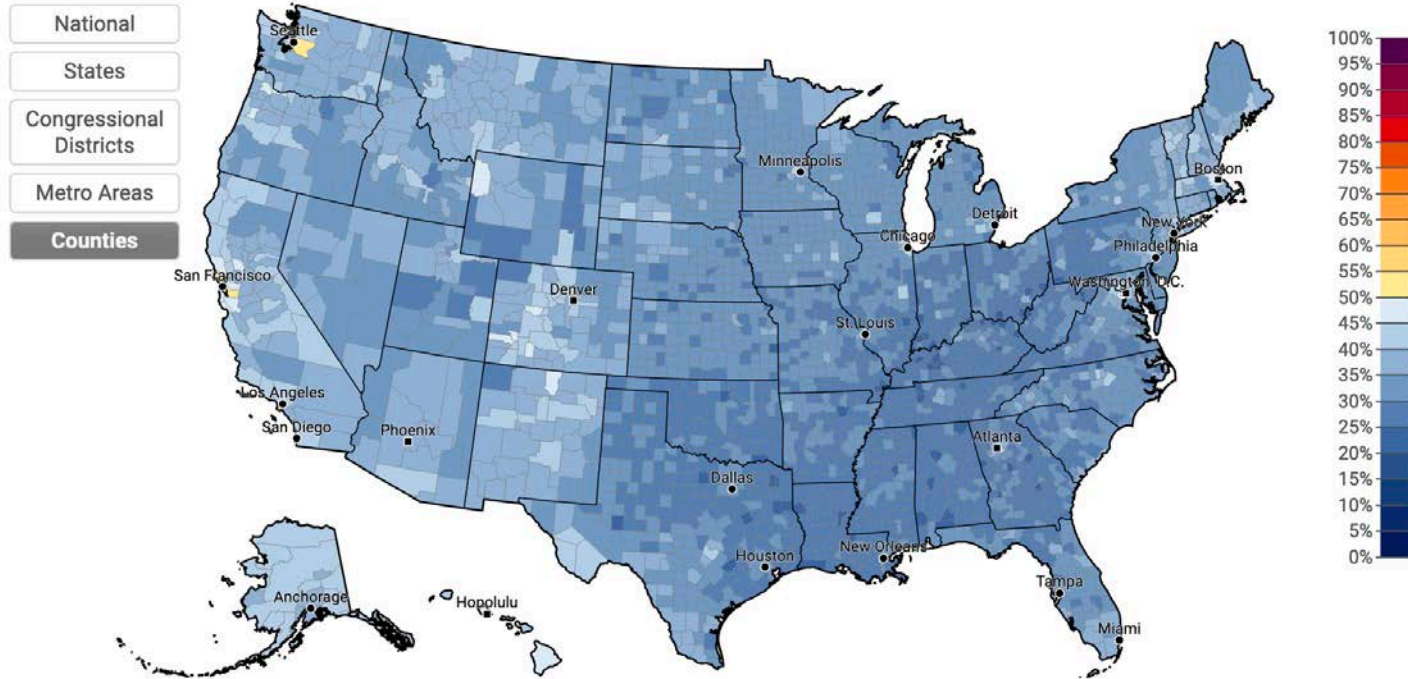 National
States
Congressional
Districts
Metro Areas
Counties
Seattle
Minneapolis
Boston
Detroit
New York
Chicago
Philadelphia
San Francisco
Denver
Washington, D.C.
St. Louis
Los Angeles
San Diego
Phoenix
Atlanta
Dallas
Houston
New Orleans
Tampa
Anchorage
Honolulu
Miami
100%
95%
90%
85%
80%
75%
70%
65%
60%
55%
50%
45%
40%
35%
30%
25%
20%
15%
10%
5%
0%